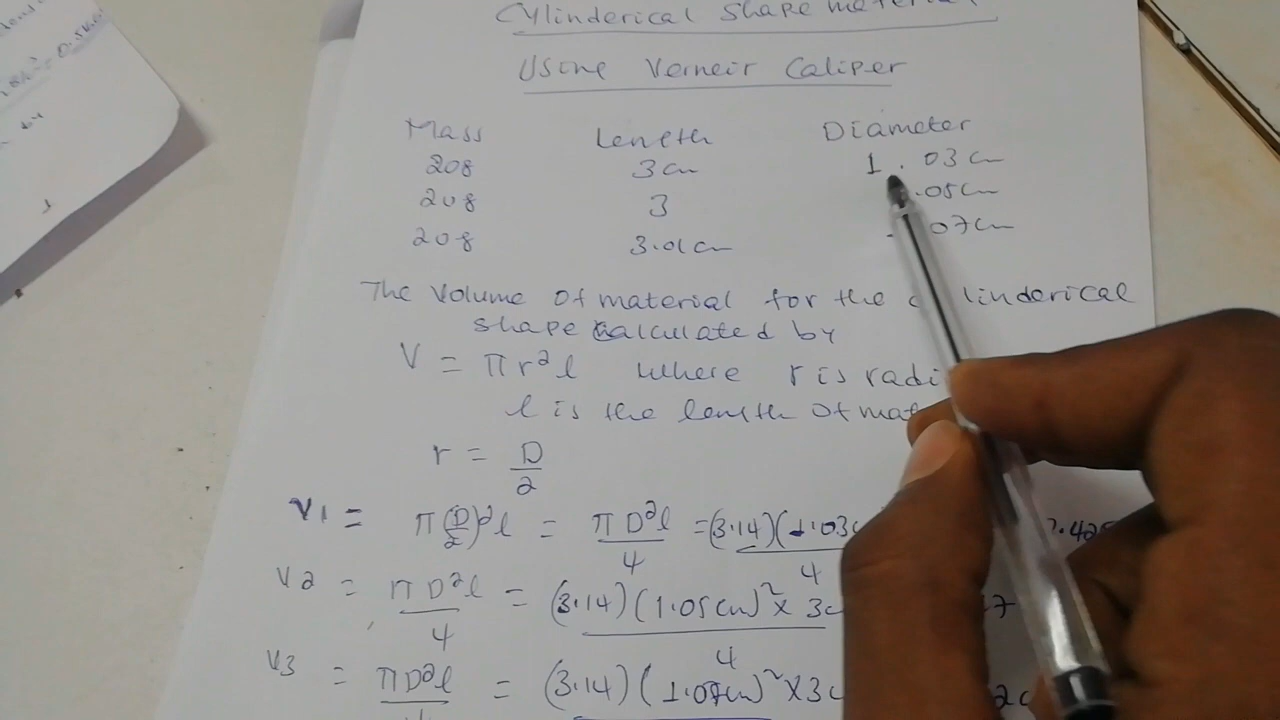 Cylinderical shape material
Using Verneir Caliper
Mass Length Diameter
20g 3cm 1.03cm
20g 3 .05cm
20g 3.01cm 07cm
The Volume of material for the c linderical
shape calculated by
V = πr²l where r is radi
l is the length of mat
r = D/2
V1 = π(D/2)²l = πD²l/4 = (3.14)(1.03c /4
V2 = πD²l/4 = (3.14)(1.05cm)² x 3c /4
V3 = πD²l = (3.14)(1.07cm)² x 3c